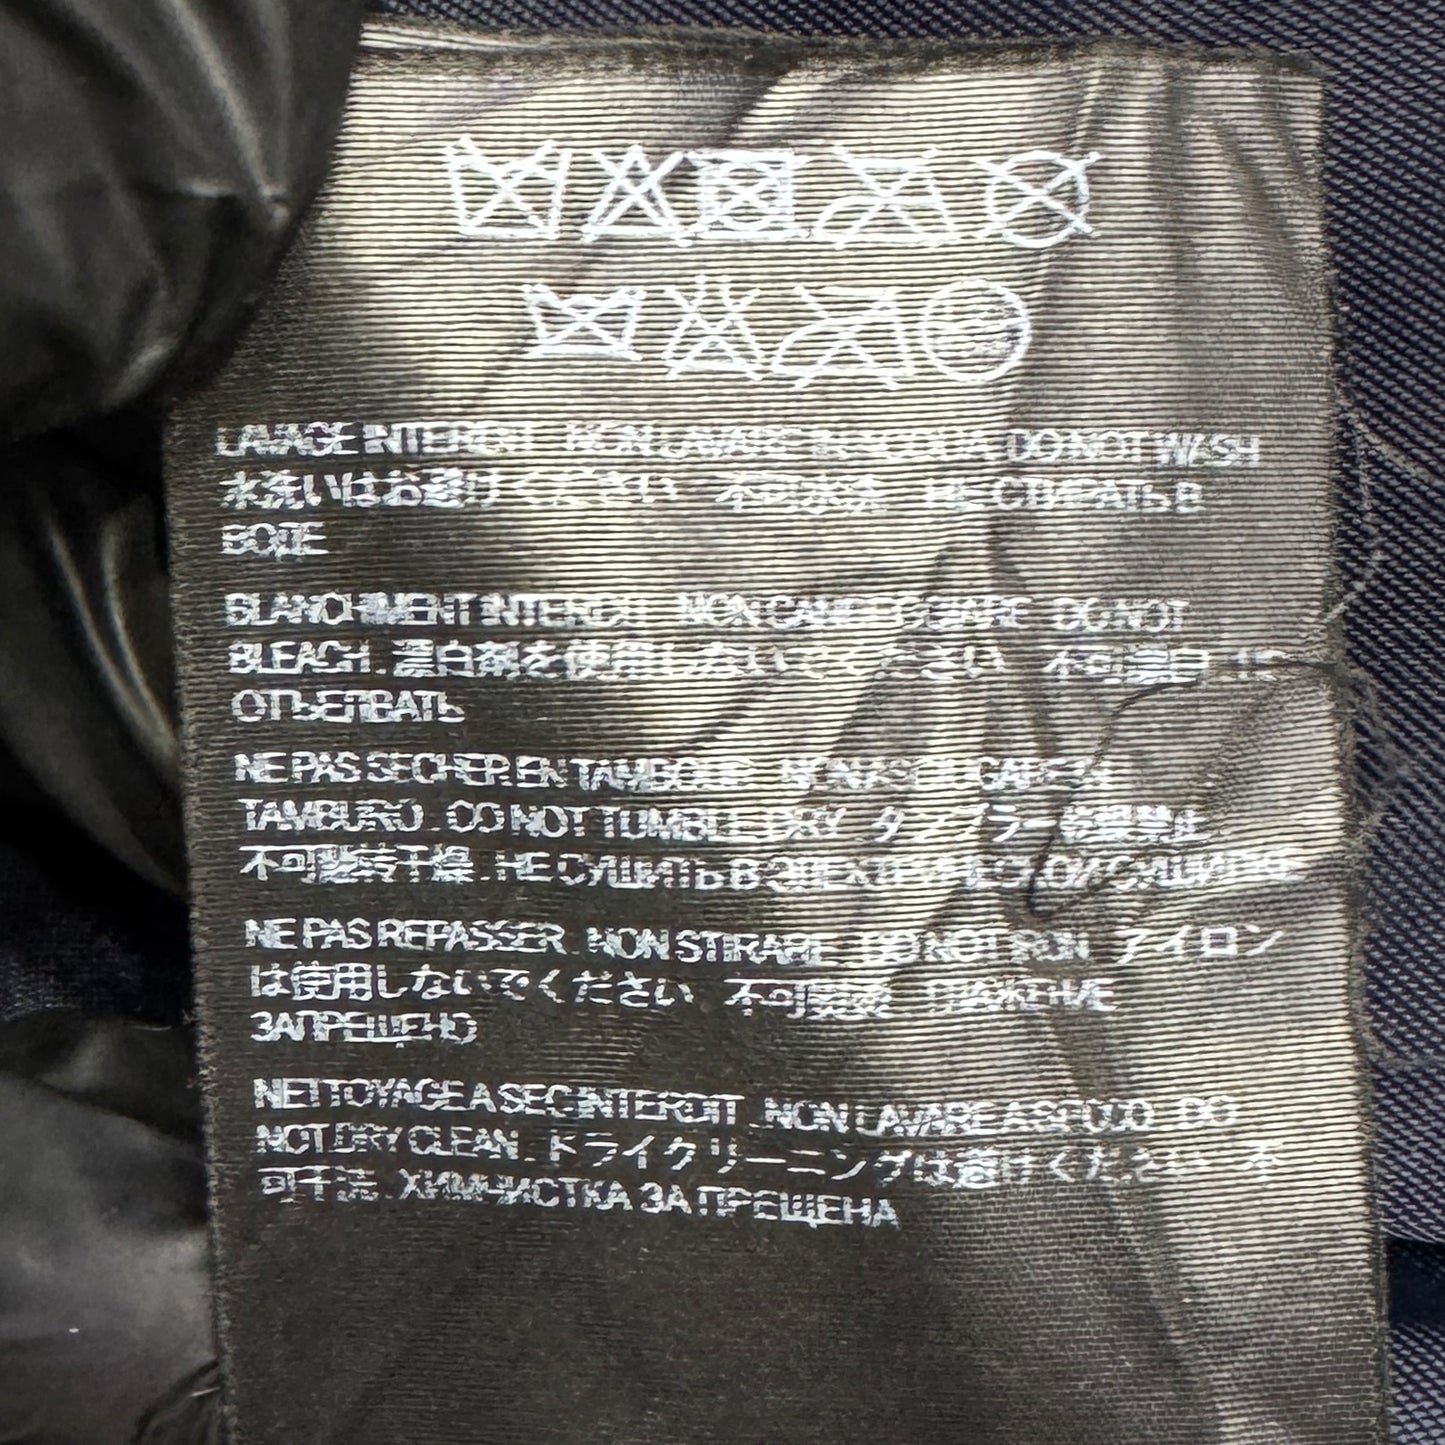 LAVAGE INTERDIT . NON LAVARE IN ACQUA . DO NOT WASH
水洗いはお避けください . 不可水洗 . НЕ СТИРАТЬ В
ВОДЕ
BLANCHIMENT INTERDIT . NON CANDEGGIARE . DO NOT
BLEACH . 漂白剤を使用しないでください . 不可漂白 . НЕ
ОТБЕЛИВАТЬ
NE PAS SECHER EN TAMBOUR . NON ASCIUGARE IN
TAMBURO . DO NOT TUMBLE DRY . タンブラー乾燥禁止 .
不可翻转干燥 . НЕ СУШИТЬ В ЭЛЕКТРИЧЕСКОЙ СУШИЛКЕ
NE PAS REPASSER . NON STIRARE . DO NOT IRON . アイロン
は使用しないでください . 不可熨烫 . ГЛАЖЕНИЕ
ЗАПРЕЩЕНО
NETTOYAGE A SEC INTERDIT . NON LAVARE A SECCO . DO
NOT DRY CLEAN . ドライクリーニングは避けください . 不
可干洗 . ХИМЧИСТКА ЗАПРЕЩЕНА